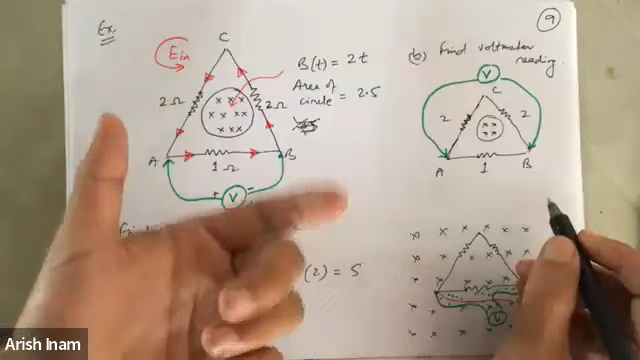 Ex.
9
C
Ein
B(t) = 2t
Area of circle = 2.5
2Ω
2Ω
x x x
x x x x
x x x
A
B
1 Ω
+ V -
(b) Find voltmeter reading.
V
C
2
2
x x
x x
A
B
1
(2) = 5
V
Arish Inam